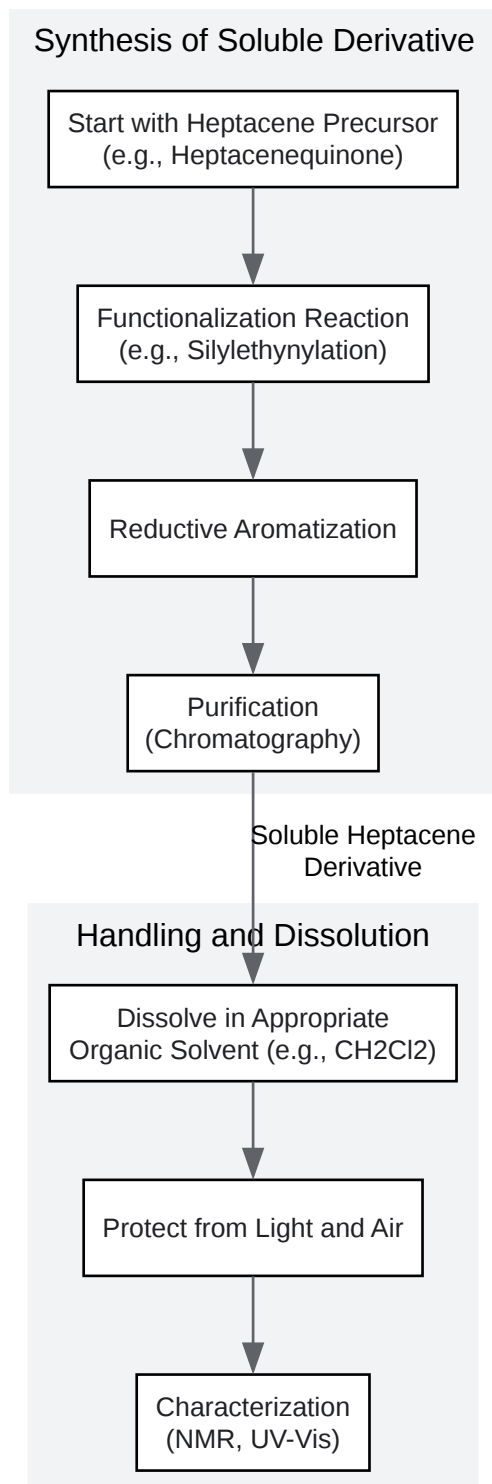 Synthesis of Soluble Derivative
Start with Heptacene Precursor
(e.g., Heptacenequinone)
Functionalization Reaction
(e.g., Silylethynylation)
Reductive Aromatization
Purification
(Chromatography)
Soluble Heptacene
Derivative
Handling and Dissolution
Dissolve in Appropriate
Organic Solvent (e.g., CH2Cl2)
Protect from Light and Air
Characterization
(NMR, UV-Vis)